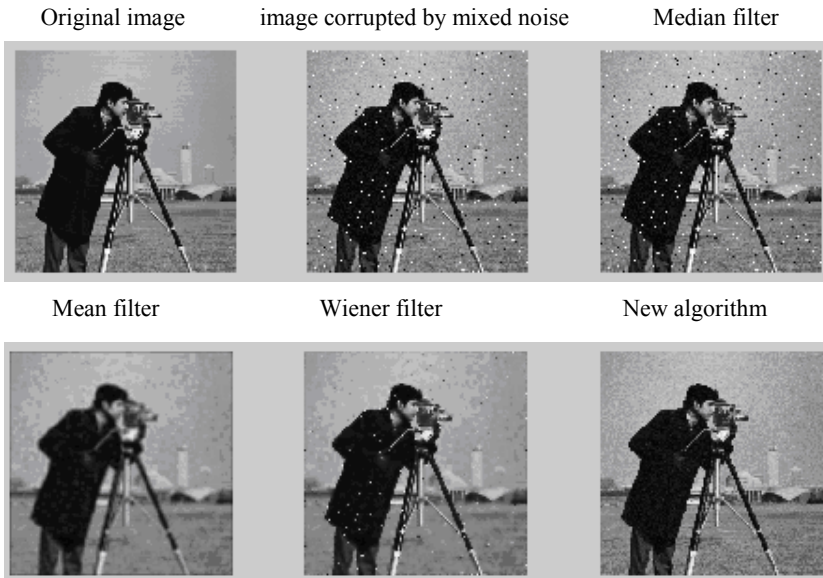 Original image image corrupted by mixed noise Median filter
Mean filter Wiener filter New algorithm